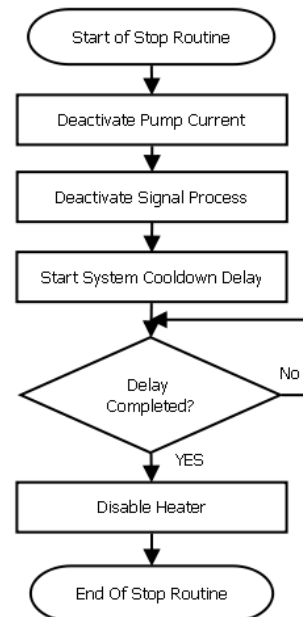 Start of Stop Routine
Deactivate Pump Current
Deactivate Signal Process
Start System Cooldown Delay
Delay
Completed?
No
YES
Disable Heater
End Of Stop Routine